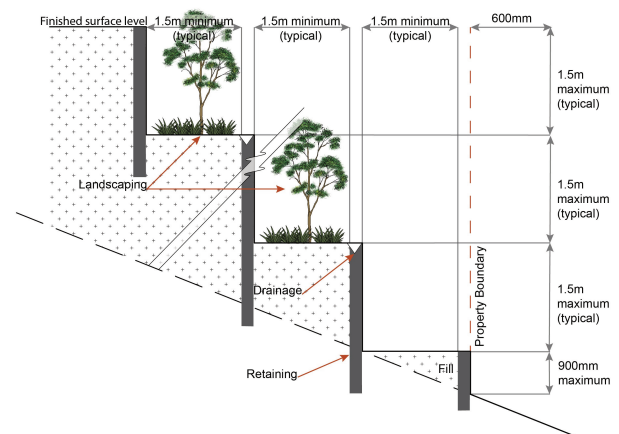 Finished surface level
1.5m minimum
(typical)
1.5m minimum
(typical)
1.5m minimum
(typical)
600mm
1.5m
maximum
(typical)
Landscaping
1.5m
maximum
(typical)
Drainage
Property Boundary
1.5m
maximum
(typical)
Retaining
Fill
900mm
maximum